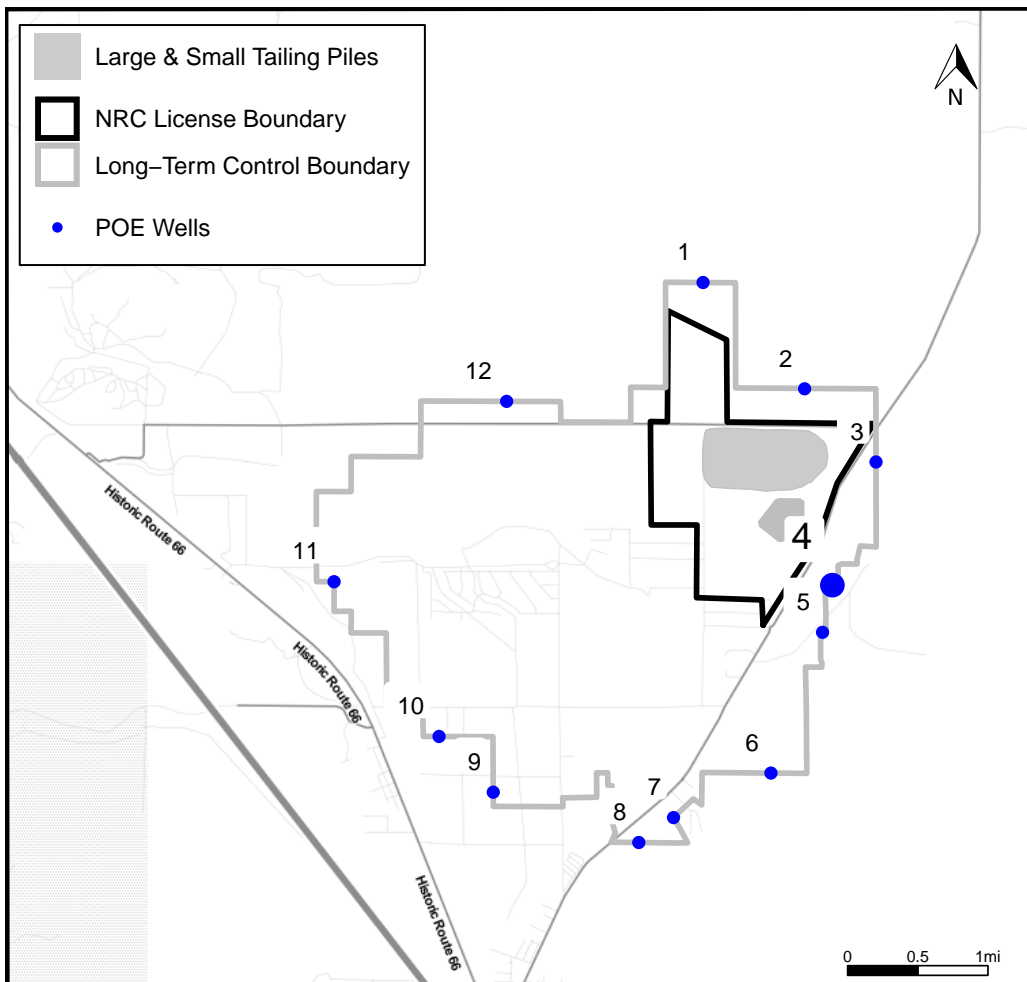 Large & Small Tailing Piles
NRC License Boundary
Long−Term Control Boundary
POE Wells
N
1
2
12
3
4
Historic Route 66
11
5
Historic Route 66
10
6
9
7
8
Historic Route 66
0 0.5 1mi